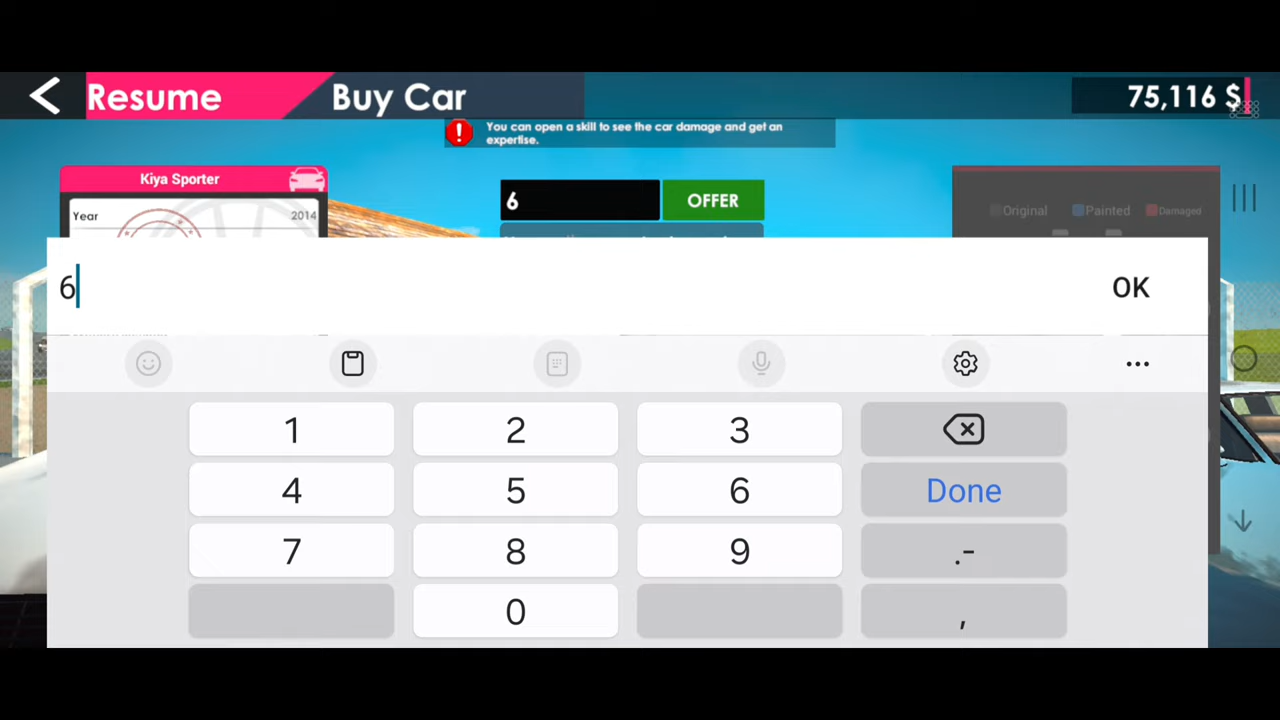 Resume
Buy Car
75,116 $
You can open a skill to see the car damage and get an
expertise.
Kiya Sporter
Year 2014
6
OFFER
Original Painted Damaged
6
OK
1 2 3
4 5 6 Done
7 8 9 .-
0 ,